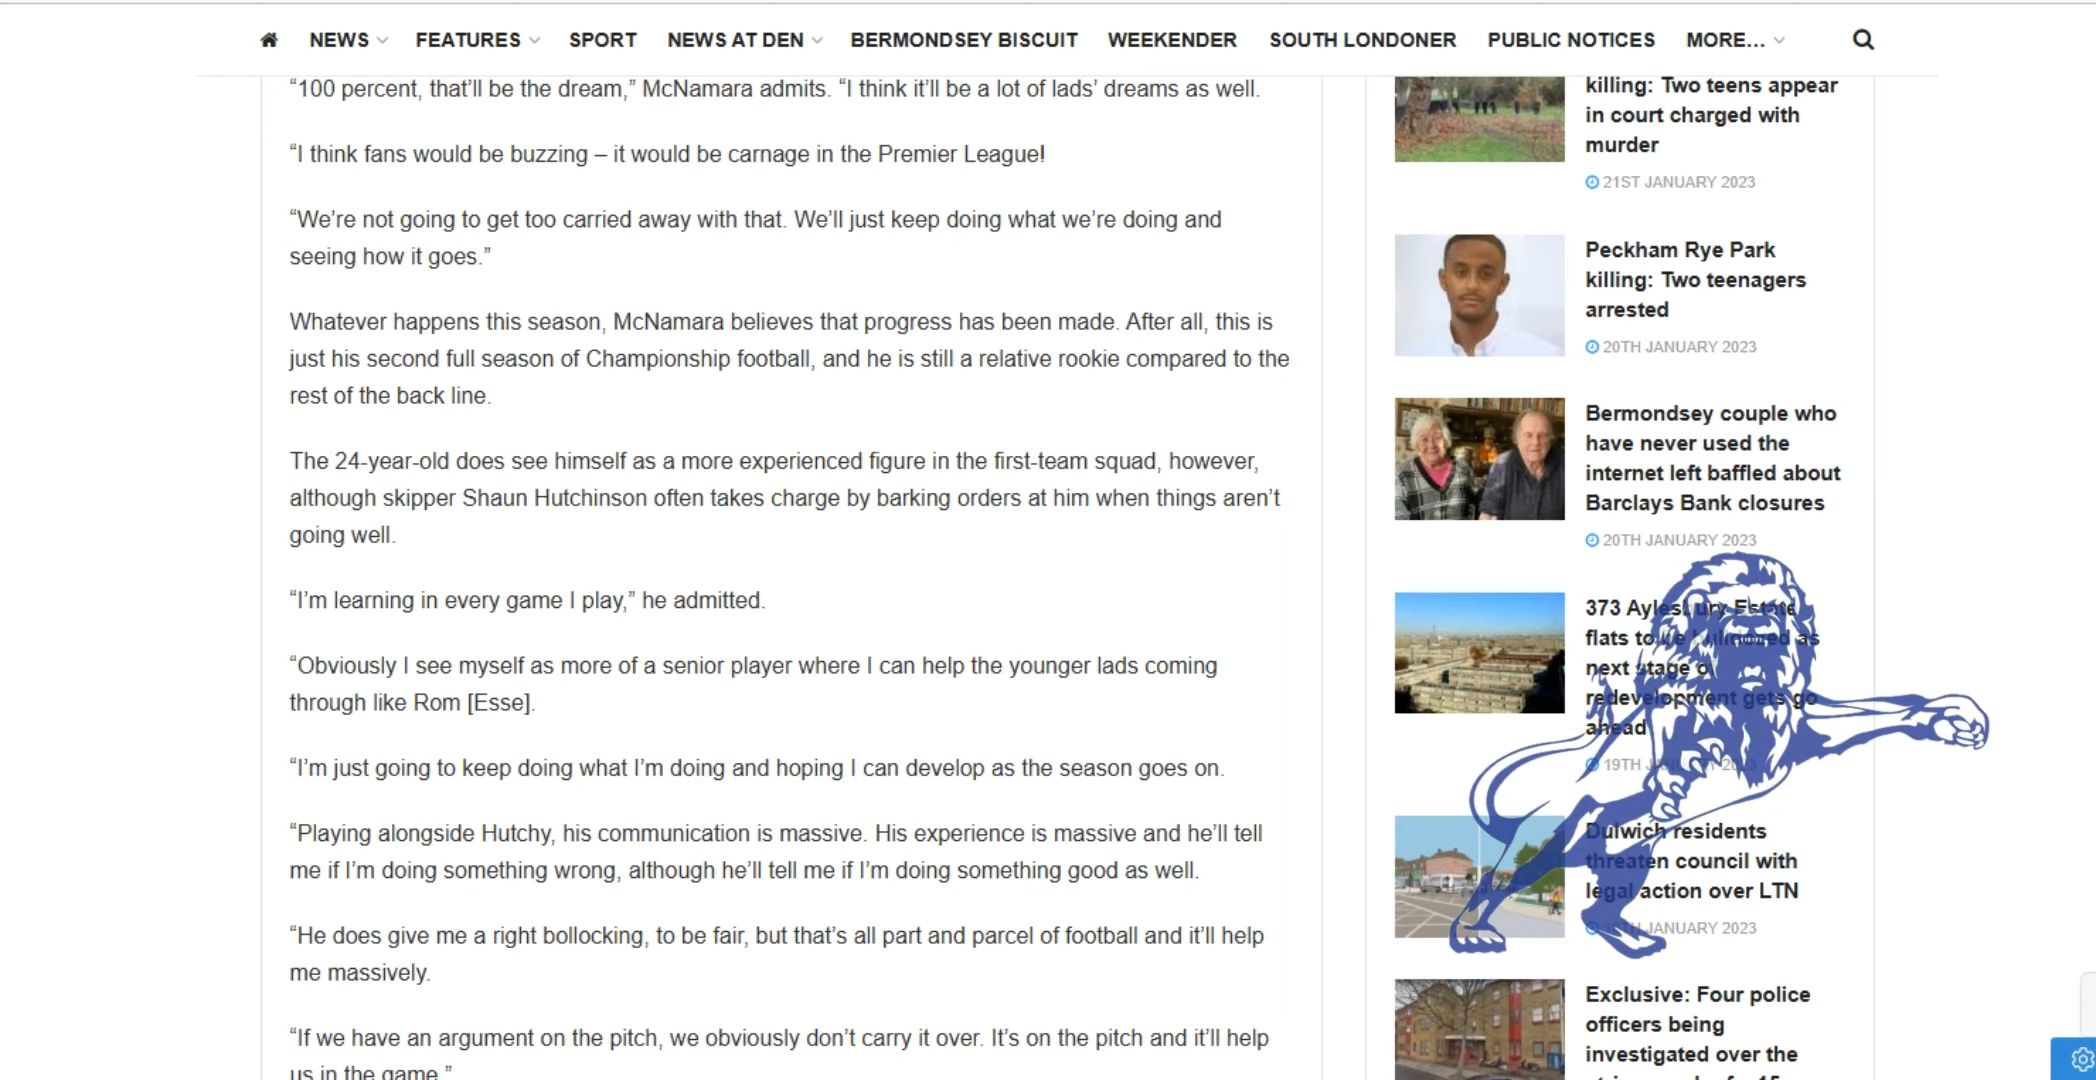 NEWS FEATURES SPORT NEWS AT DEN BERMONDSEY BISCUIT WEEKENDER SOUTH LONDONER PUBLIC NOTICES MORE...
“100 percent, that’ll be the dream,” McNamara admits. “I think it’ll be a lot of lads’ dreams as well.
“I think fans would be buzzing – it would be carnage in the Premier League!
“We’re not going to get too carried away with that. We’ll just keep doing what we’re doing and
seeing how it goes.”
Whatever happens this season, McNamara believes that progress has been made. After all, this is
just his second full season of Championship football, and he is still a relative rookie compared to the
rest of the back line.
The 24-year-old does see himself as a more experienced figure in the first-team squad, however,
although skipper Shaun Hutchinson often takes charge by barking orders at him when things aren’t
going well.
“I’m learning in every game I play,” he admitted.
“Obviously I see myself as more of a senior player where I can help the younger lads coming
through like Rom [Esse].
“I’m just going to keep doing what I’m doing and hoping I can develop as the season goes on.
“Playing alongside Hutchy, his communication is massive. His experience is massive and he’ll tell
me if I’m doing something wrong, although he’ll tell me if I’m doing something good as well.
“He does give me a right bollocking, to be fair, but that’s all part and parcel of football and it’ll help
me massively.
“If we have an argument on the pitch, we obviously don’t carry it over. It’s on the pitch and it’ll help
us in the game.”
killing: Two teens appear
in court charged with
murder
21ST JANUARY 2023
Peckham Rye Park
killing: Two teenagers
arrested
20TH JANUARY 2023
Bermondsey couple who
have never used the
internet left baffled about
Barclays Bank closures
20TH JANUARY 2023
373 Aylesbury Estate
flats to be as
next stage of
redevelopment gets go
ahead
19TH
Dulwich residents
threaten council with
legal action over LTN
JANUARY 2023
Exclusive: Four police
officers being
investigated over the